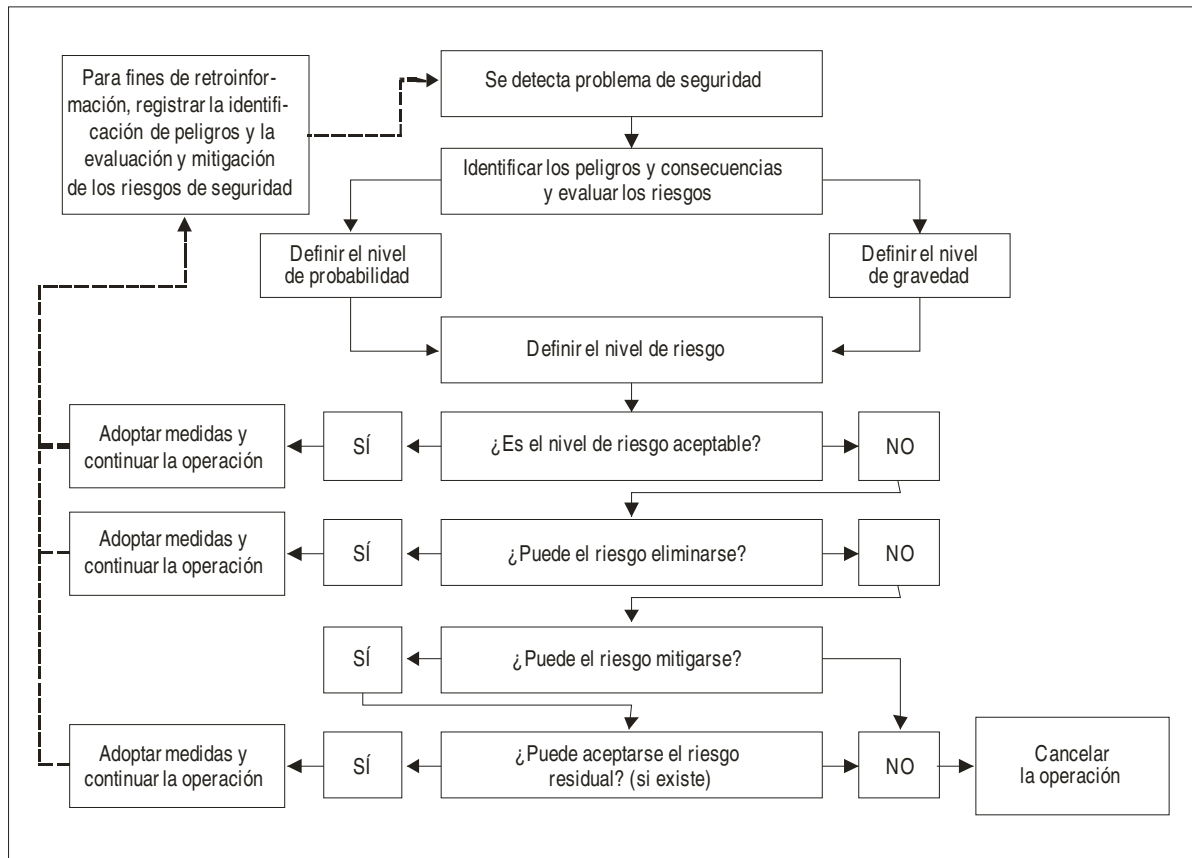 Para fines de retroinfor-
mación, registrar la identifi-
cación de peligros y la
evaluación y mitigación
de los riesgos de seguridad
Se detecta problema de seguridad
Identificar los peligros y consecuencias
y evaluar los riesgos
Definir el nivel
de probabilidad
Definir el nivel
de gravedad
Definir el nivel de riesgo
Adoptar medidas y
continuar la operación
SÍ
¿Es el nivel de riesgo aceptable?
NO
Adoptar medidas y
continuar la operación
SÍ
¿Puede el riesgo eliminarse?
NO
SÍ
¿Puede el riesgo mitigarse?
Adoptar medidas y
continuar la operación
SÍ
¿Puede aceptarse el riesgo
residual? (si existe)
NO
Cancelar
la operación